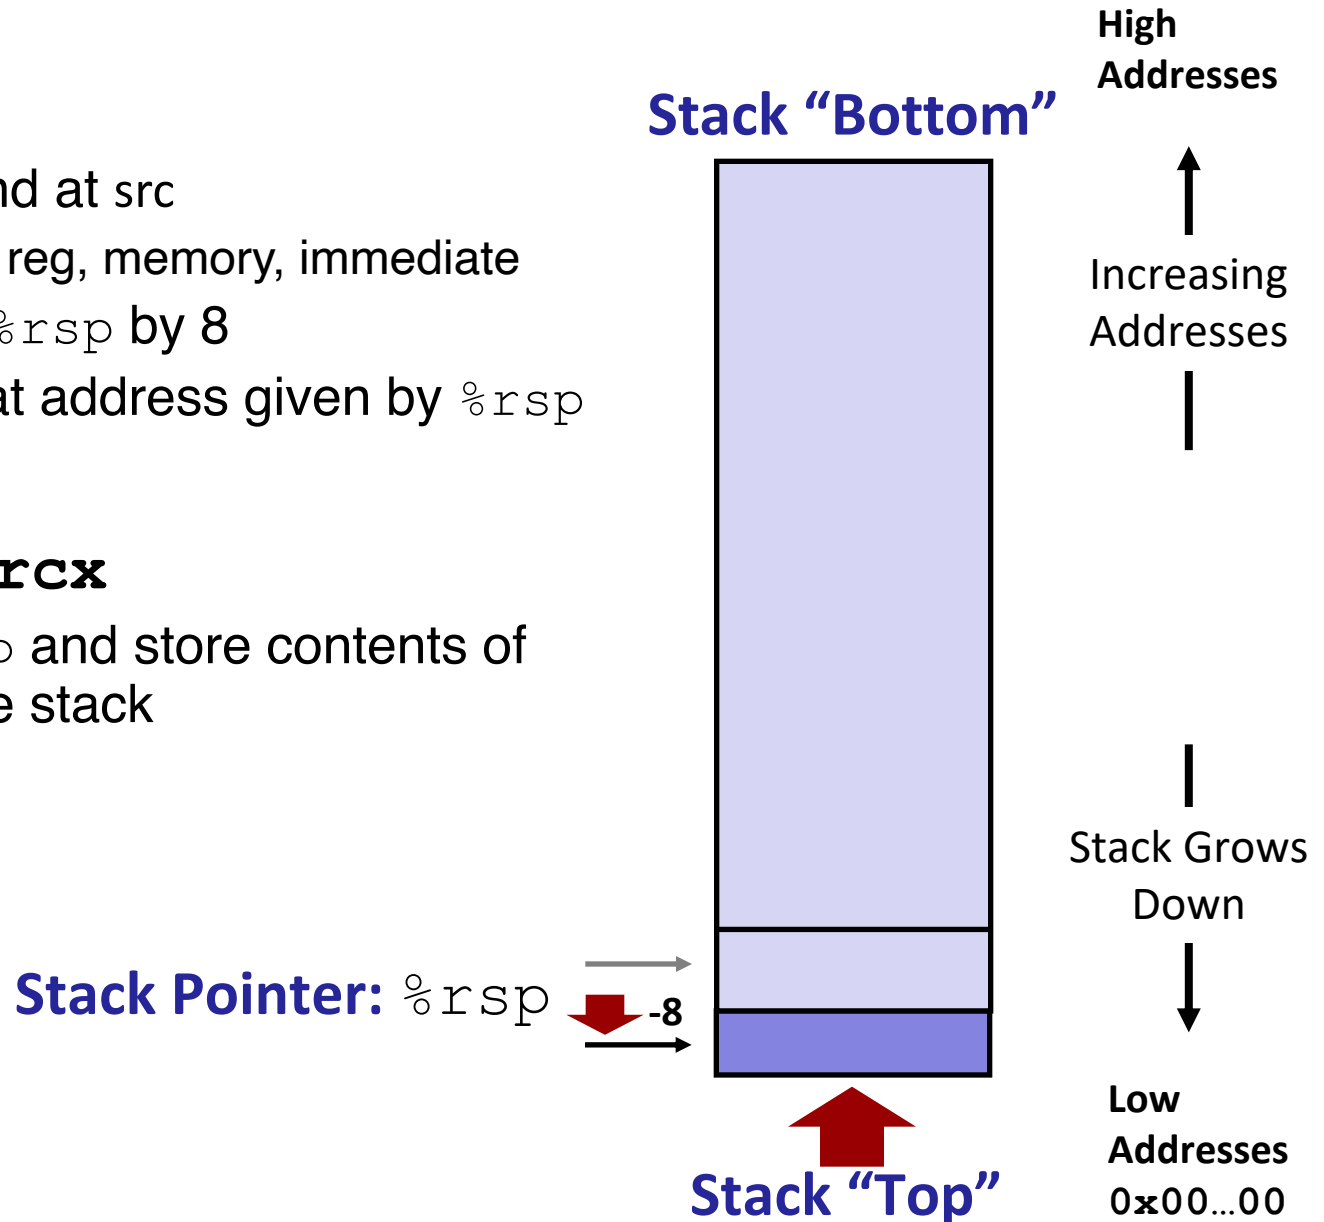 High
Addresses
Stack “Bottom”
nd at src
reg, memory, immediate
%rsp by 8
at address given by %rsp
Increasing
Addresses
rcx
and store contents of
e stack
Stack Grows
Down
Stack Pointer: %rsp
-8
Low
Addresses
0x00...00
Stack “Top”